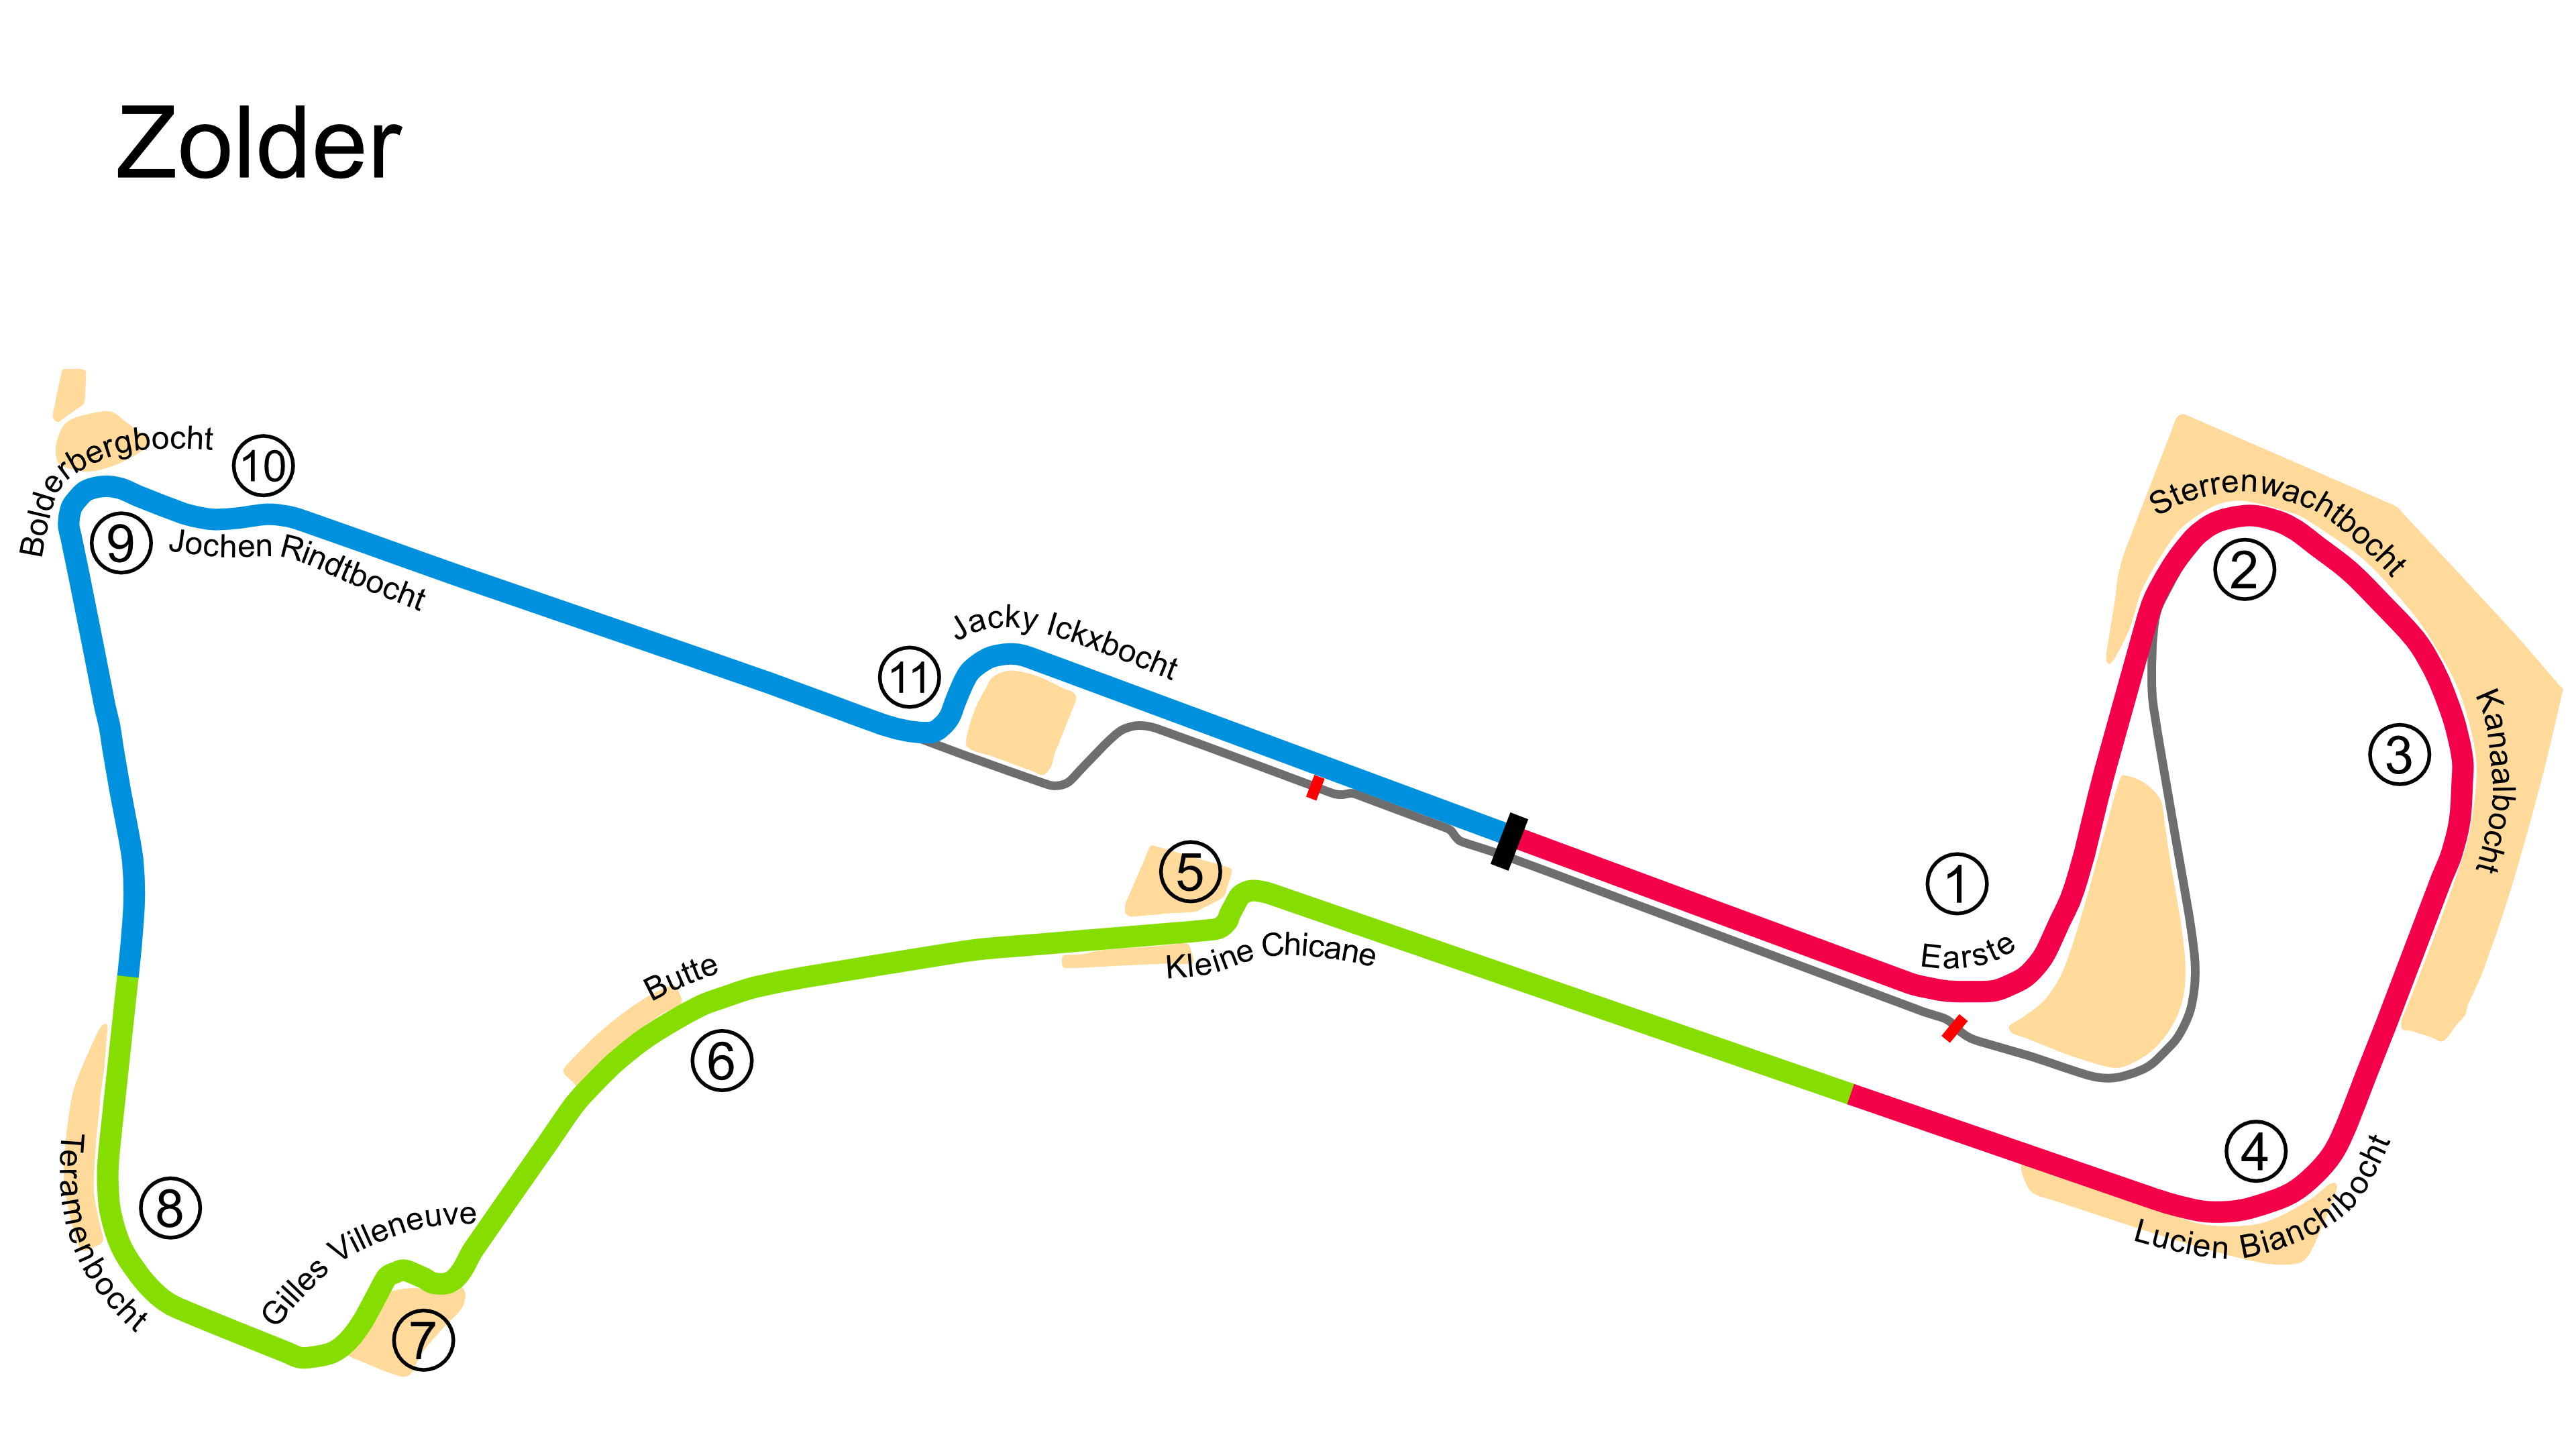 Zolder
Bolderbergbocht
10
9
Jochen Rindtbocht
11
Jacky Ickxbocht
Sterrenwachtbocht
2
3
Kanaalbocht
1
Earste
5
Kleine Chicane
Butte
6
4
Lucien Bianchibocht
8
Teramenbocht
Gilles Villeneuve
7